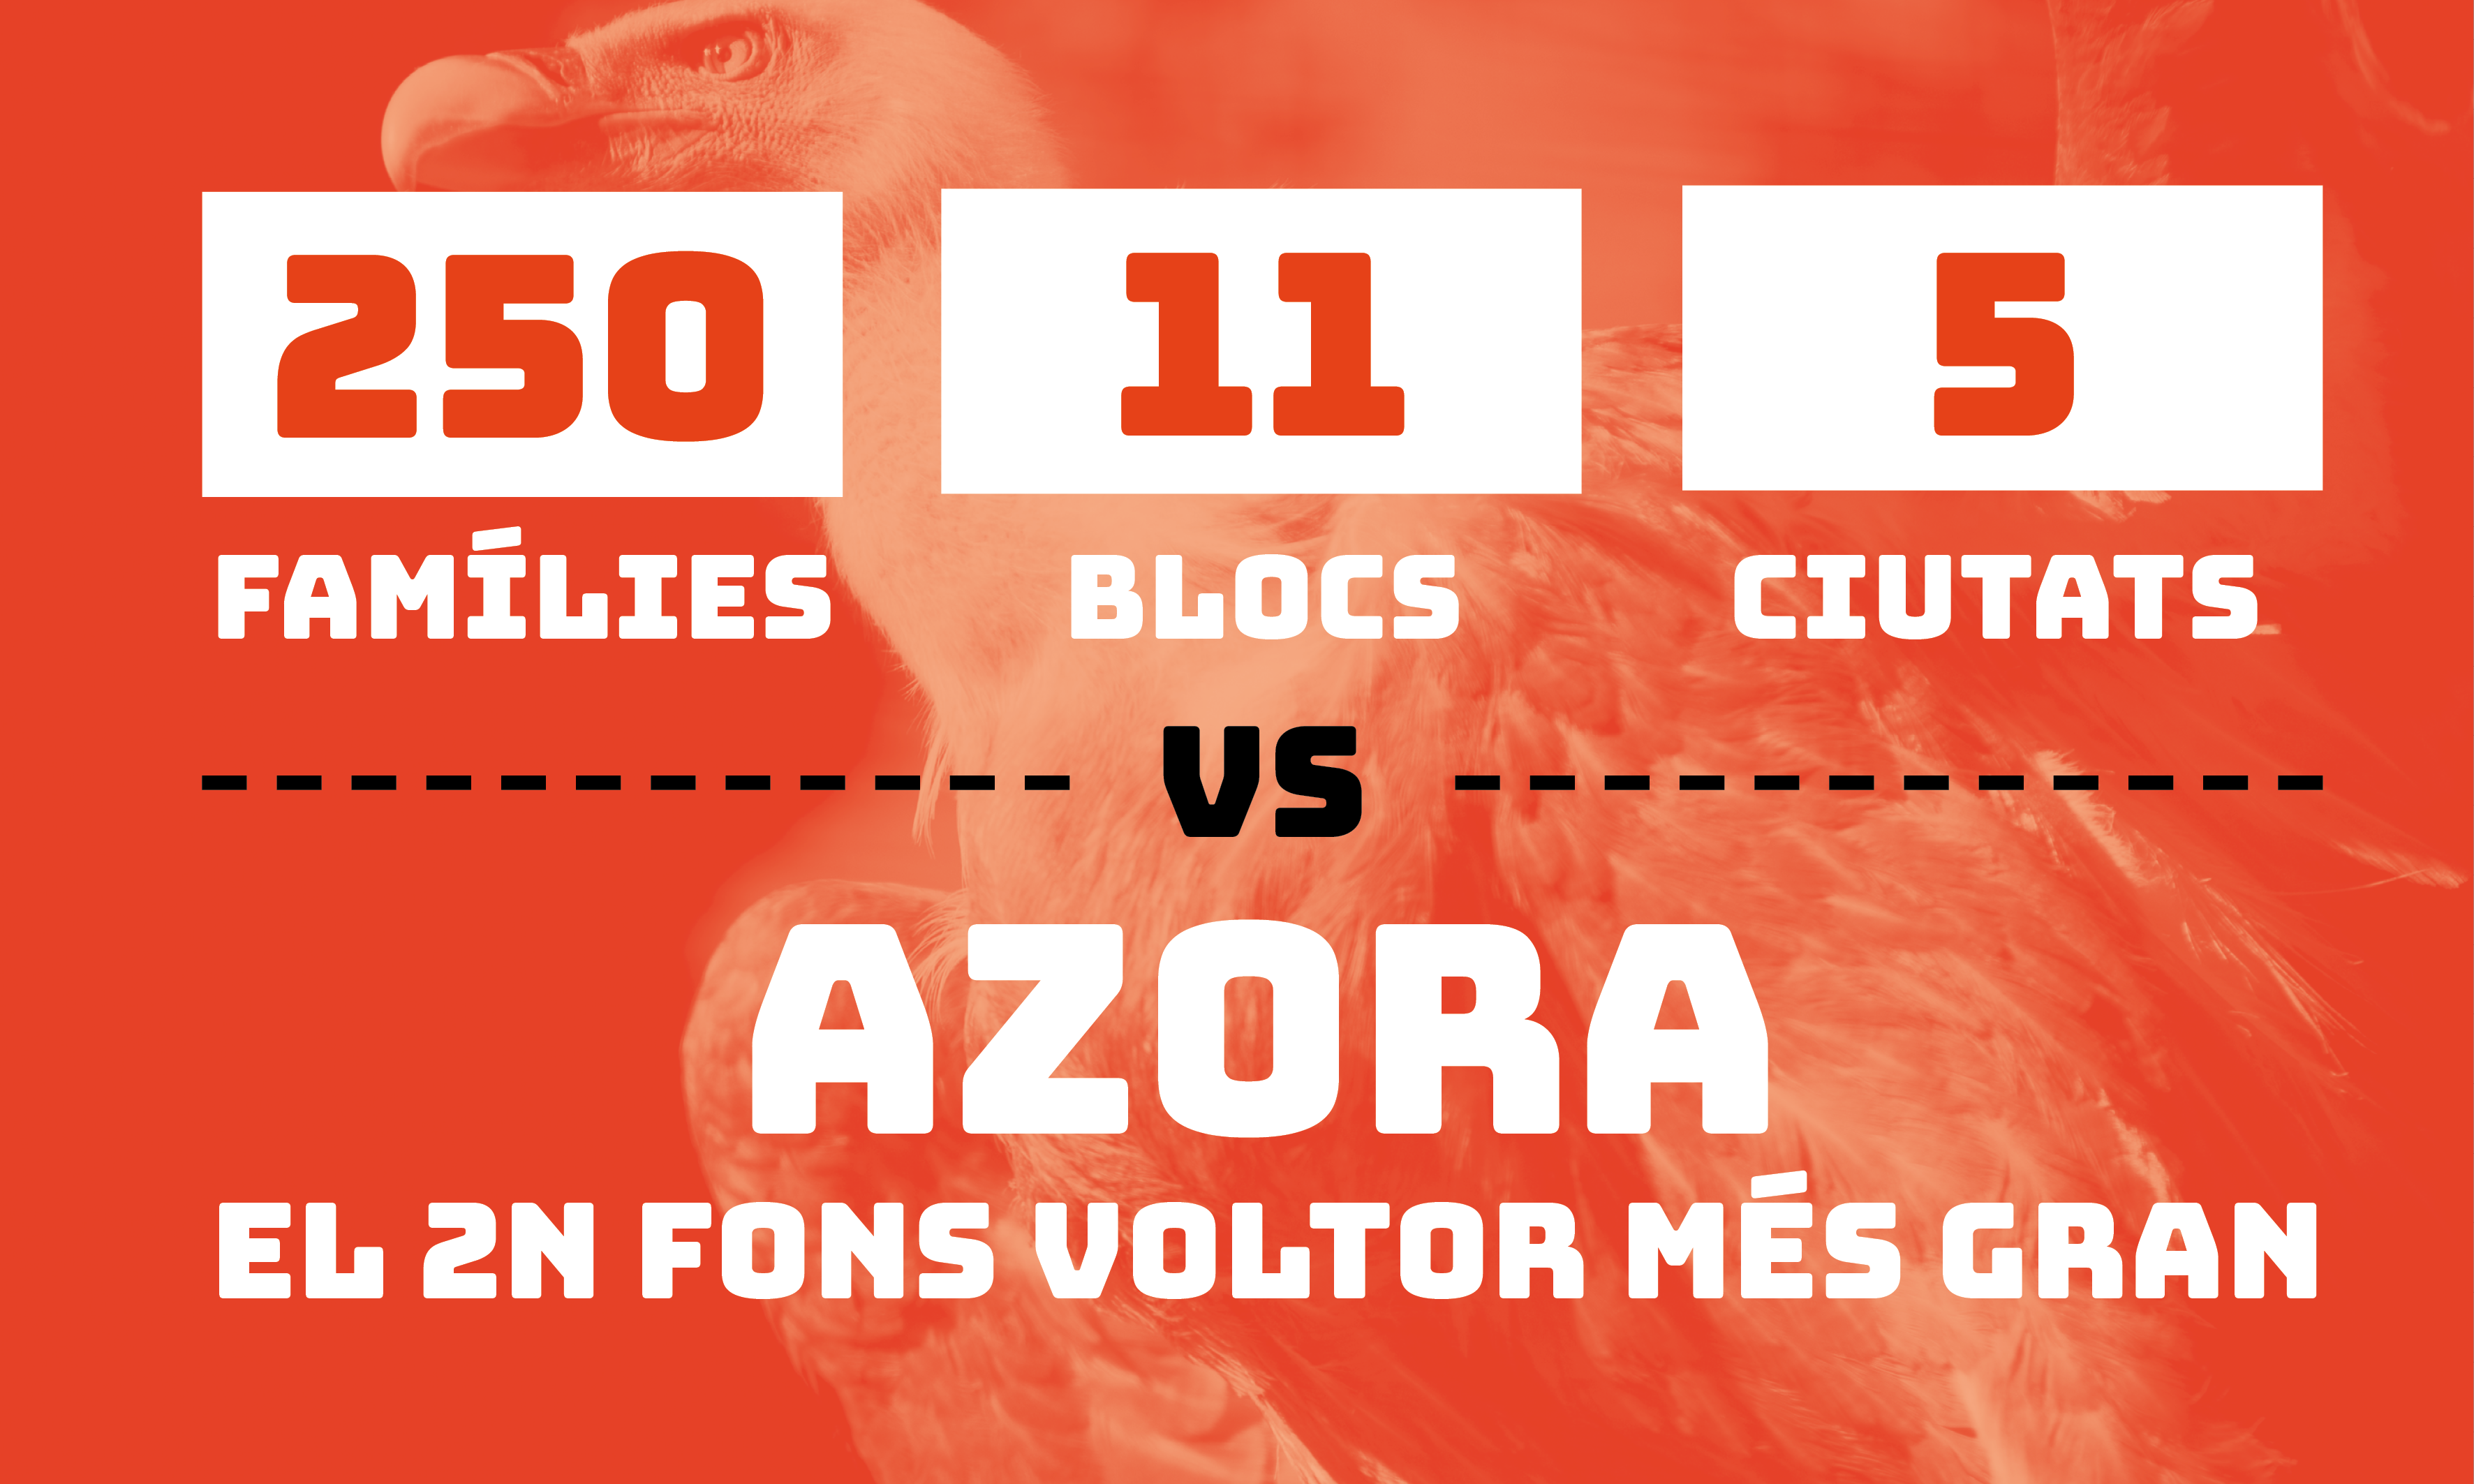 250 11 5
FAMÍLIES BLOCS CIUTATS
VS
AZORA
EL 2N FONS VOLTOR MÉS GRAN